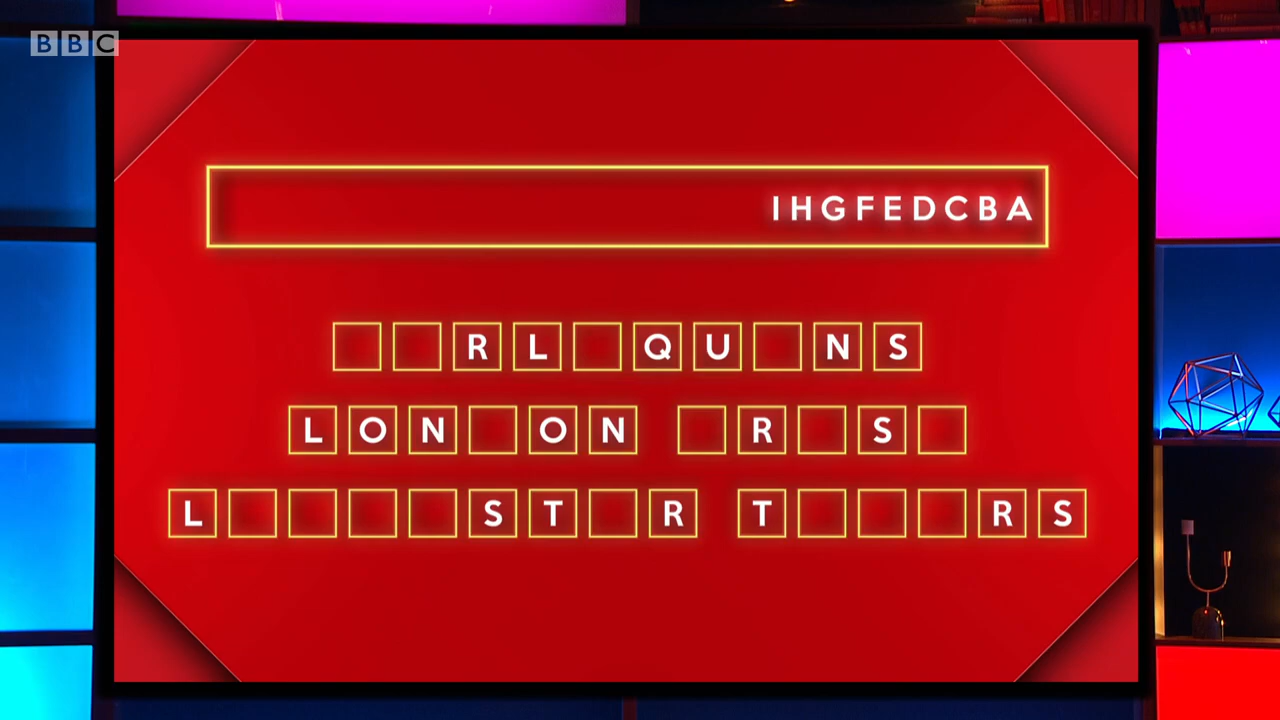 BBC
IHGFEDCBA
RL QU NS
LON ON R S
L ST R T RS